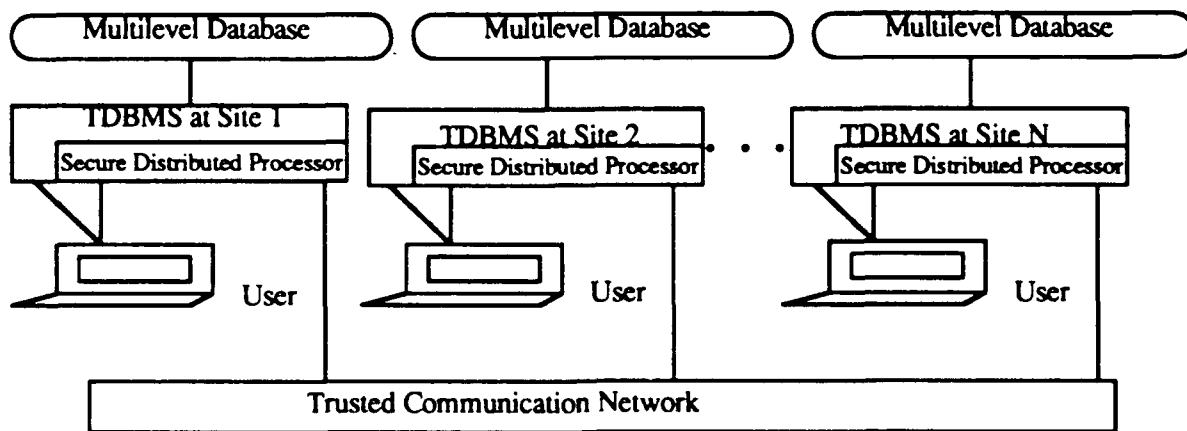 Multilevel Database
Multilevel Database
Multilevel Database
TDBMS at Site 1
TDBMS at Site 2
. . .
TDBMS at Site N
Secure Distributed Processor
Secure Distributed Processor
Secure Distributed Processor
User
User
User
Trusted Communication Network